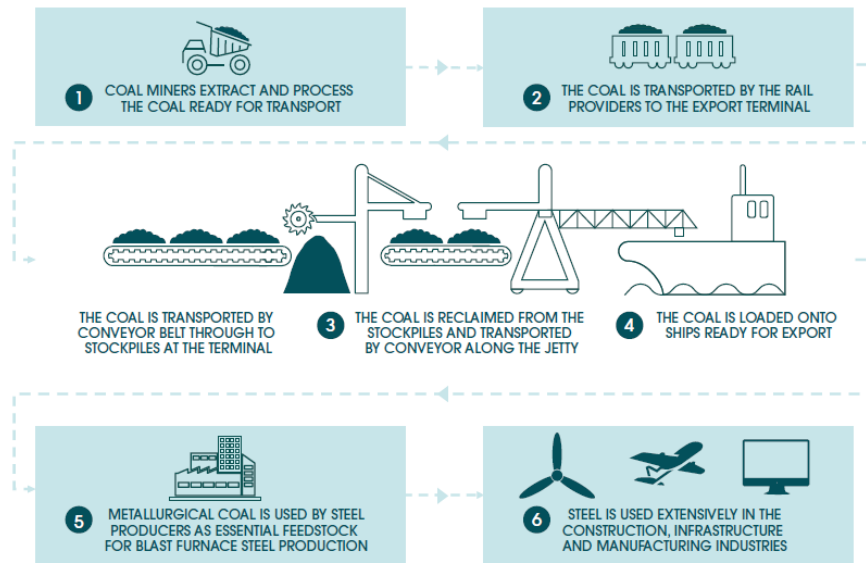 1 COAL MINERS EXTRACT AND PROCESS
THE COAL READY FOR TRANSPORT
2 THE COAL IS TRANSPORTED BY THE RAIL
PROVIDERS TO THE EXPORT TERMINAL
THE COAL IS TRANSPORTED BY
CONVEYOR BELT THROUGH TO
STOCKPILES AT THE TERMINAL
3 THE COAL IS RECLAIMED FROM THE
STOCKPILES AND TRANSPORTED
BY CONVEYOR ALONG THE JETTY
4 THE COAL IS LOADED ONTO
SHIPS READY FOR EXPORT
5 METALLURGICAL COAL IS USED BY STEEL
PRODUCERS AS ESSENTIAL FEEDSTOCK
FOR BLAST FURNACE STEEL PRODUCTION
6 STEEL IS USED EXTENSIVELY IN THE
CONSTRUCTION, INFRASTRUCTURE
AND MANUFACTURING INDUSTRIES